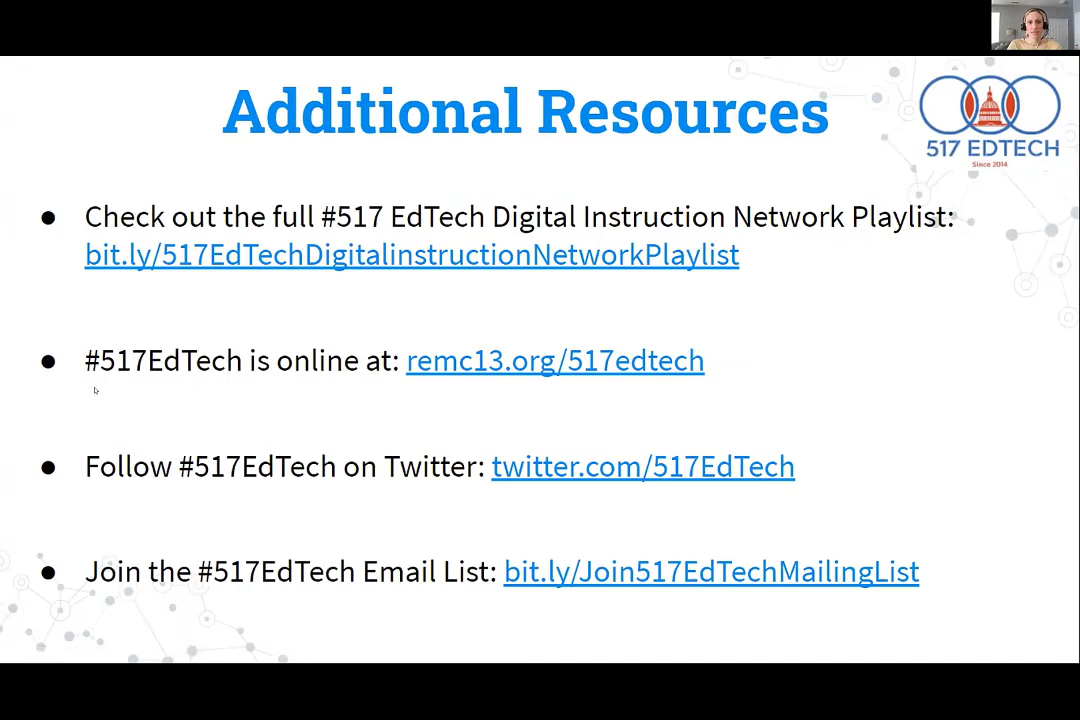 Additional Resources
517 EDTECH
Since 2014
● Check out the full #517 EdTech Digital Instruction Network Playlist:
bit.ly/517EdTechDigitalinstructionNetworkPlaylist
● #517EdTech is online at: remc13.org/517edtech
● Follow #517EdTech on Twitter: twitter.com/517EdTech
● Join the #517EdTech Email List: bit.ly/Join517EdTechMailingList